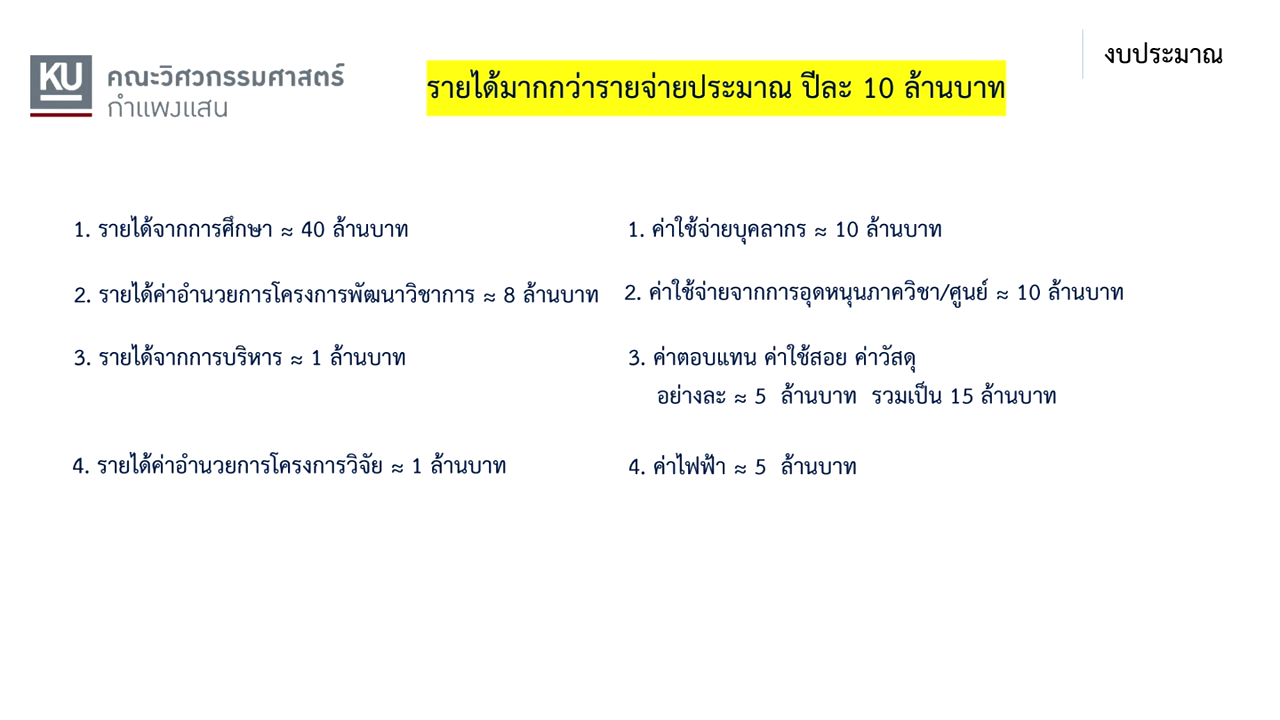 KU
คณะวิศวกรรมศาสตร์
กำแพงแสน
รายได้มากกว่ารายจ่ายประมาณ ปีละ 10 ล้านบาท
งบประมาณ
1. รายได้จากการศึกษา ≈ 40 ล้านบาท
2. รายได้ค่าอำนวยการโครงการพัฒนาวิชาการ ≈ 8 ล้านบาท
3. รายได้จากการบริหาร ≈ 1 ล้านบาท
4. รายได้ค่าอำนวยการโครงการวิจัย ≈ 1 ล้านบาท
1. ค่าใช้จ่ายบุคลากร ≈ 10 ล้านบาท
2. ค่าใช้จ่ายจากการอุดหนุนภาควิชา/ศูนย์ ≈ 10 ล้านบาท
3. ค่าตอบแทน ค่าใช้สอย ค่าวัสดุ
อย่างละ ≈ 5 ล้านบาท รวมเป็น 15 ล้านบาท
4. ค่าไฟฟ้า ≈ 5 ล้านบาท